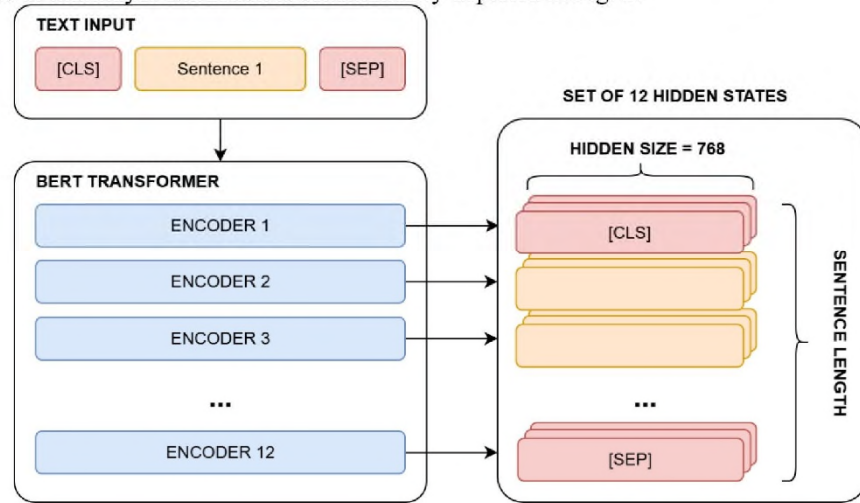 TEXT INPUT
[CLS] Sentence 1 [SEP]
SET OF 12 HIDDEN STATES
HIDDEN SIZE = 768
BERT TRANSFORMER
ENCODER 1
[CLS]
ENCODER 2
ENCODER 3
...
...
ENCODER 12
[SEP]
SENTENCE LENGTH